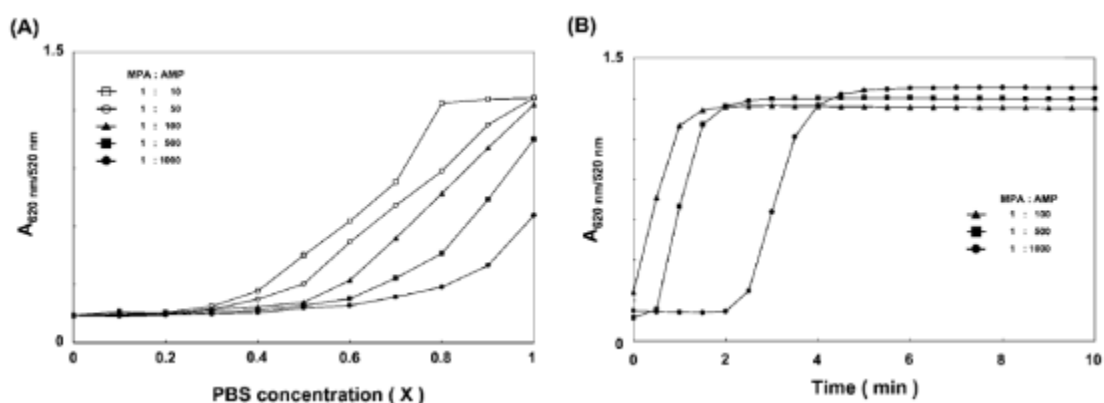 (A)
1.5
MPA : AMP
1 : 10
1 : 50
1 : 100
1 : 500
1 : 1000
A620 nm/520 nm
0
0 0.2 0.4 0.6 0.8 1
PBS concentration ( X )
(B)
1.5
A620 nm/520 nm
MPA : AMP
1 : 100
1 : 500
1 : 1000
0
0 2 4 6 8 10
Time ( min )